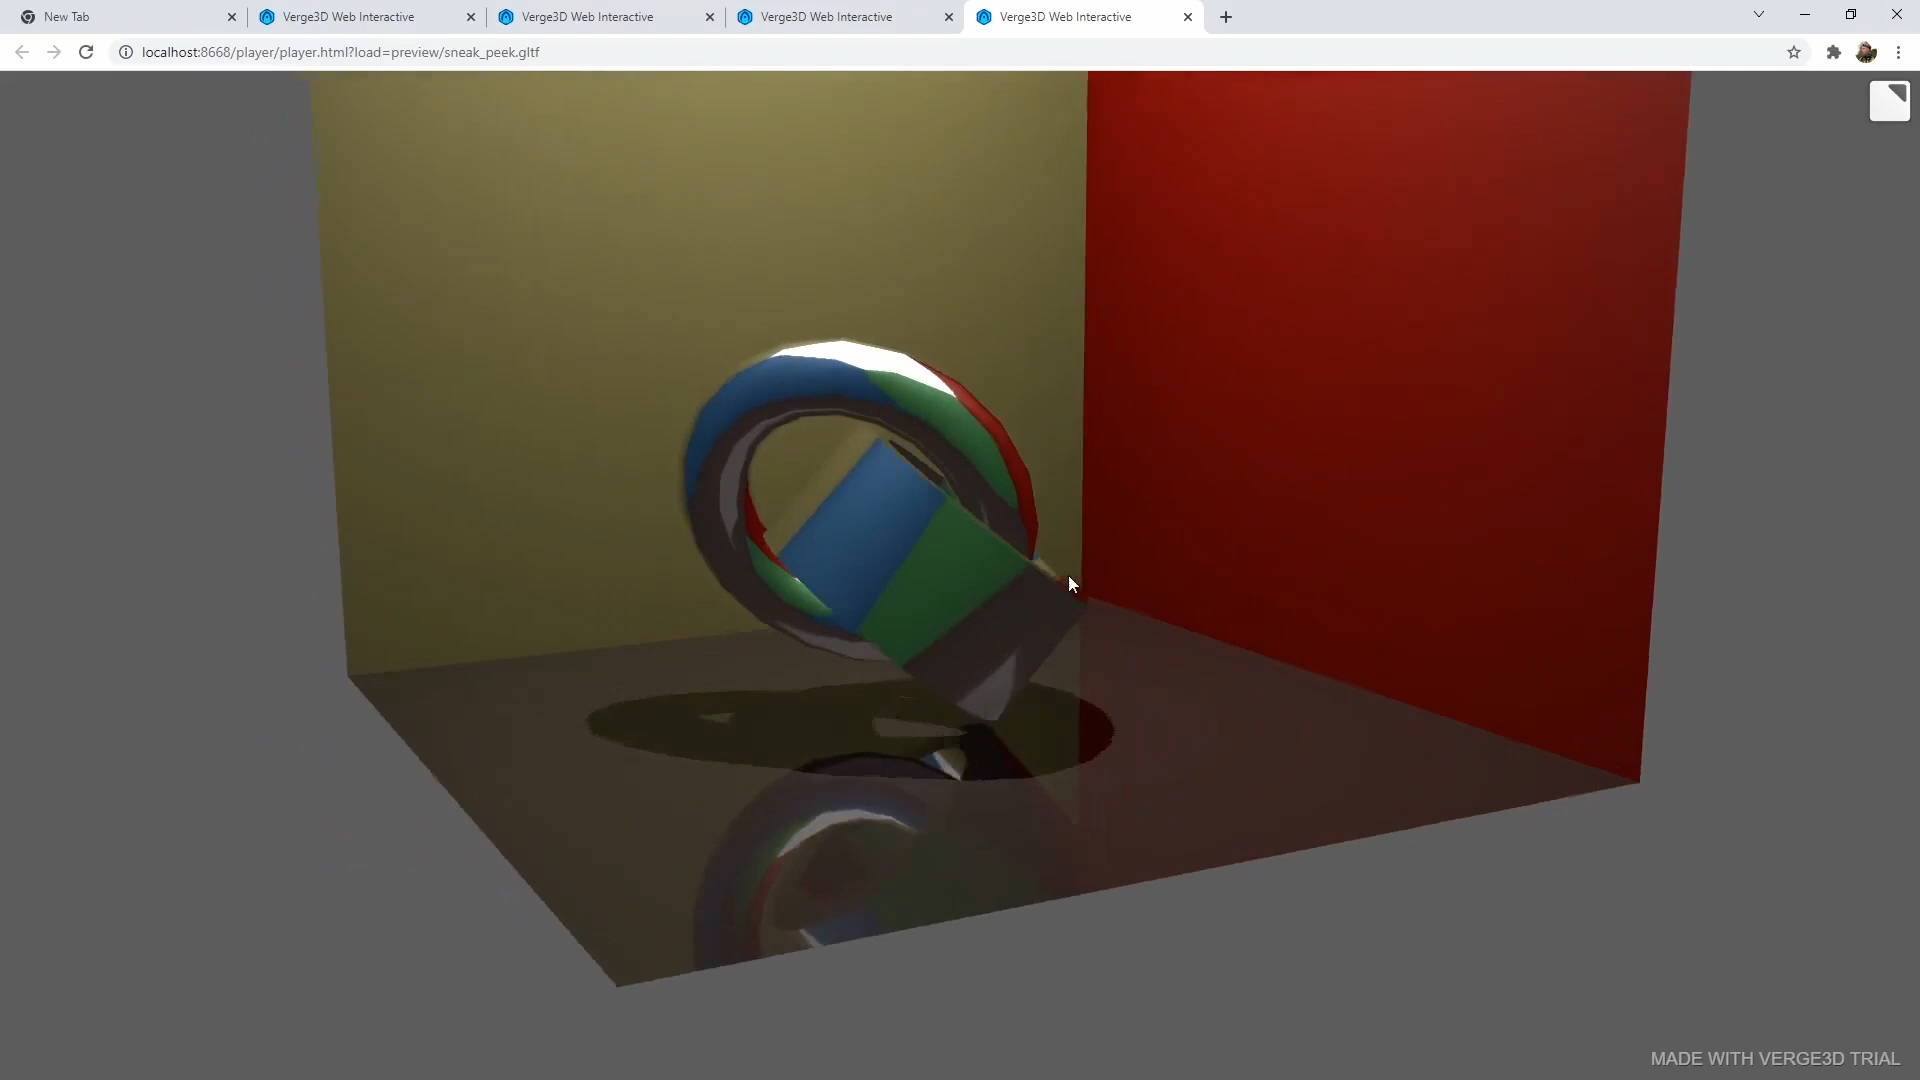 New Tab
Verge3D Web Interactive
Verge3D Web Interactive
Verge3D Web Interactive
Verge3D Web Interactive
localhost:8668/player/player.html?load=preview/sneak_peek.gltf
MADE WITH VERGE3D TRIAL